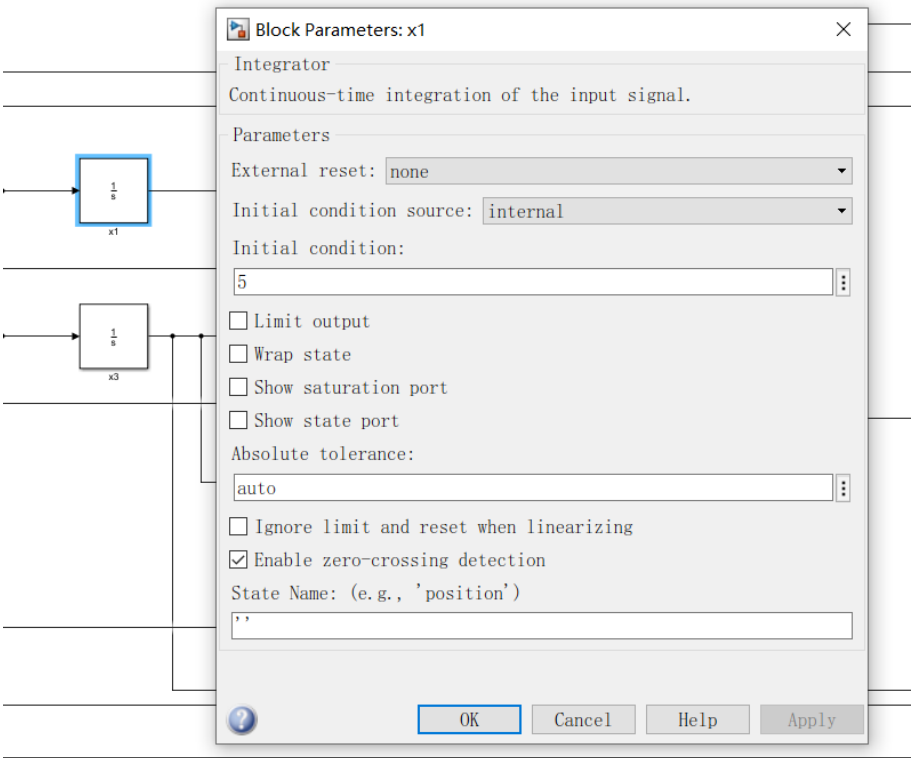 Block Parameters: x1
Integrator
Continuous-time integration of the input signal.
Parameters
External reset: none
Initial condition source: internal
Initial condition:
5
Limit output
Wrap state
Show saturation port
Show state port
Absolute tolerance:
auto
Ignore limit and reset when linearizing
Enable zero-crossing detection
State Name: (e.g., 'position')
''
OK Cancel Help Apply
1
s
x1
1
s
x3